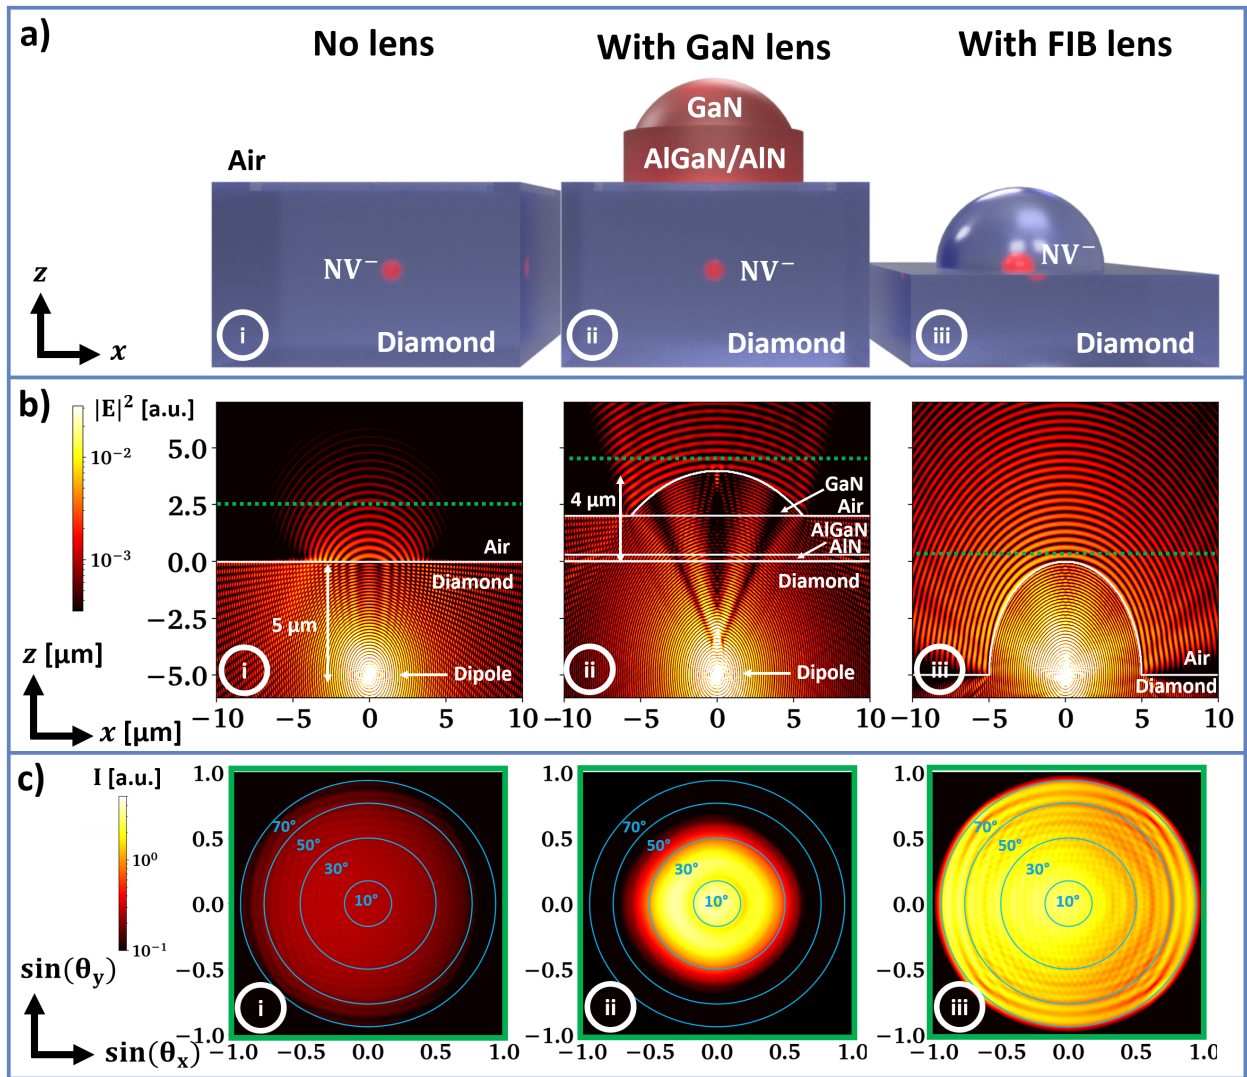 a)
No lens
With GaN lens
With FIB lens
GaN
AlGaN/AlN
Air
NV⁻
NV⁻
NV⁻
z
x
i
Diamond
ii
Diamond
iii
Diamond
b)
|E|² [a.u.]
10⁻²
10⁻³
z [µm]
x [µm]
5.0
2.5
0.0
−2.5
−5.0
Air
Diamond
5 µm
Dipole
i
−10 −5 0 5 10
4 µm
GaN
Air
AlGaN
AlN
Diamond
Dipole
ii
−10 −5 0 5 10
Air
Diamond
iii
−10 −5 0 5 10
c)
I [a.u.]
10⁰
10⁻¹
sin(θy)
sin(θx)
1.0
0.5
0.0
−0.5
−1.0
70°
50°
30°
10°
i
−1.0 −0.5 0.0 0.5 1.0
1.0
0.5
0.0
−0.5
−1.0
70°
50°
30°
10°
ii
−1.0 −0.5 0.0 0.5 1.0
1.0
0.5
0.0
−0.5
−1.0
70°
50°
30°
10°
iii
−1.0 −0.5 0.0 0.5 1.0